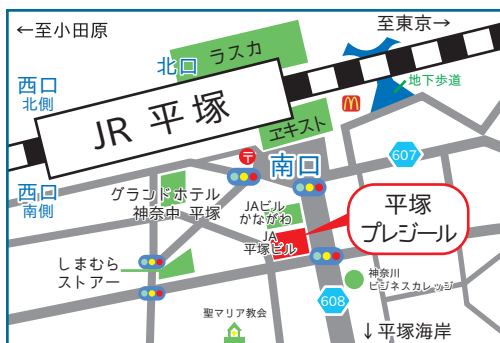 ←至小田原
至東京→
ラスカ
北口
西口
北側
地下歩道
M
JR 平塚
ヱキスト
607
〒
西口
南側
南口
グランドホテル
神奈中 平塚
JAビル
かながわ
JA
平塚ビル
平塚
プレジール
しまむら
ストアー
神奈川
ビジネスカレッジ
608
聖マリア教会
↓平塚海岸